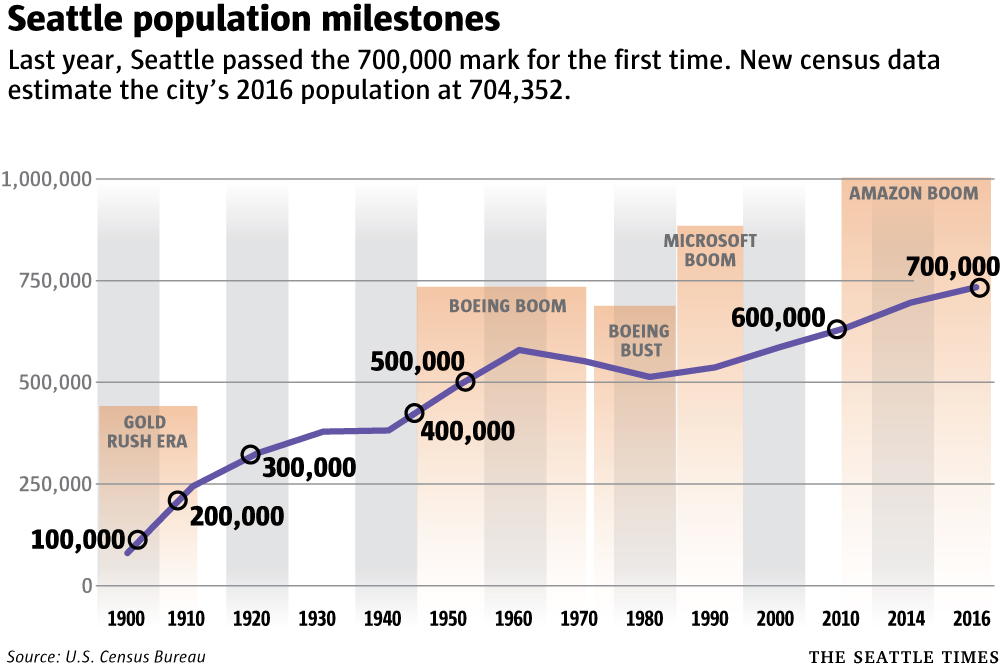 Seattle population milestones
Last year, Seattle passed the 700,000 mark for the first time. New census data
estimate the city’s 2016 population at 704,352.
1,000,000
AMAZON BOOM
MICROSOFT
BOOM
700,000
750,000
BOEING BOOM
600,000
BOEING
BUST
500,000
500,000
GOLD
RUSH ERA
400,000
300,000
250,000
200,000
100,000
0
1900 1910 1920 1930 1940 1950 1960 1970 1980 1990 2000 2010 2014 2016
Source: U.S. Census Bureau
THE SEATTLE TIMES